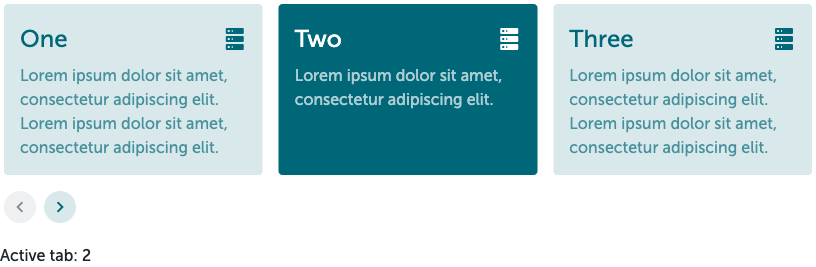 One
Lorem ipsum dolor sit amet,
consectetur adipiscing elit.
Lorem ipsum dolor sit amet,
consectetur adipiscing elit.
Two
Lorem ipsum dolor sit amet,
consectetur adipiscing elit.
Three
Lorem ipsum dolor sit amet,
consectetur adipiscing elit.
Lorem ipsum dolor sit amet,
consectetur adipiscing elit.
Active tab: 2